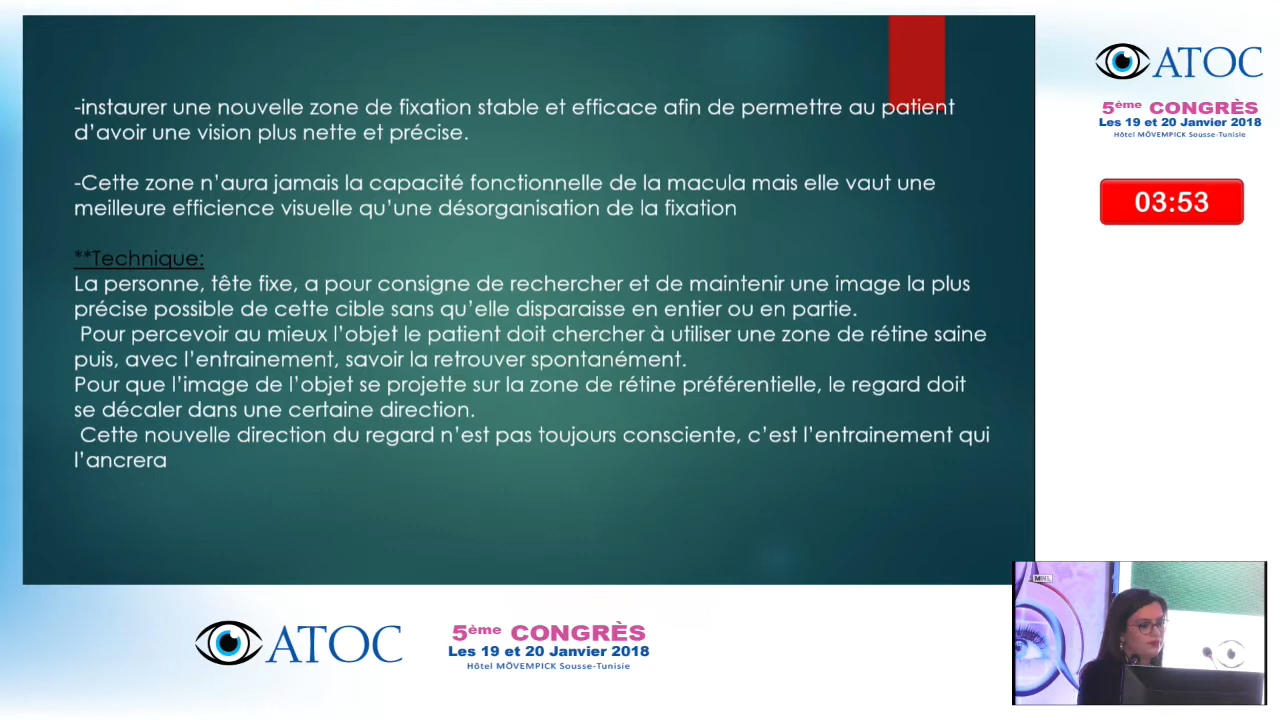 -instaurer une nouvelle zone de fixation stable et efficace afin de permettre au patient
d’avoir une vision plus nette et précise.
-Cette zone n’aura jamais la capacité fonctionnelle de la macula mais elle vaut une
meilleure efficience visuelle qu’une désorganisation de la fixation
**Technique:
La personne, tête fixe, a pour consigne de rechercher et de maintenir une image la plus
précise possible de cette cible sans qu’elle disparaisse en entier ou en partie.
Pour percevoir au mieux l’objet le patient doit chercher à utiliser une zone de rétine saine
puis, avec l’entrainement, savoir la retrouver spontanément.
Pour que l’image de l’objet se projette sur la zone de rétine préférentielle, le regard doit
se décaler dans une certaine direction.
Cette nouvelle direction du regard n’est pas toujours consciente, c’est l’entrainement qui
l’ancrera
ATOC
5ème CONGRÈS
Les 19 et 20 Janvier 2018
Hôtel MÖVEMPICK Sousse-Tunisie
03:53
ATOC
5ème CONGRÈS
Les 19 et 20 Janvier 2018
Hôtel MÖVEMPICK Sousse-Tunisie